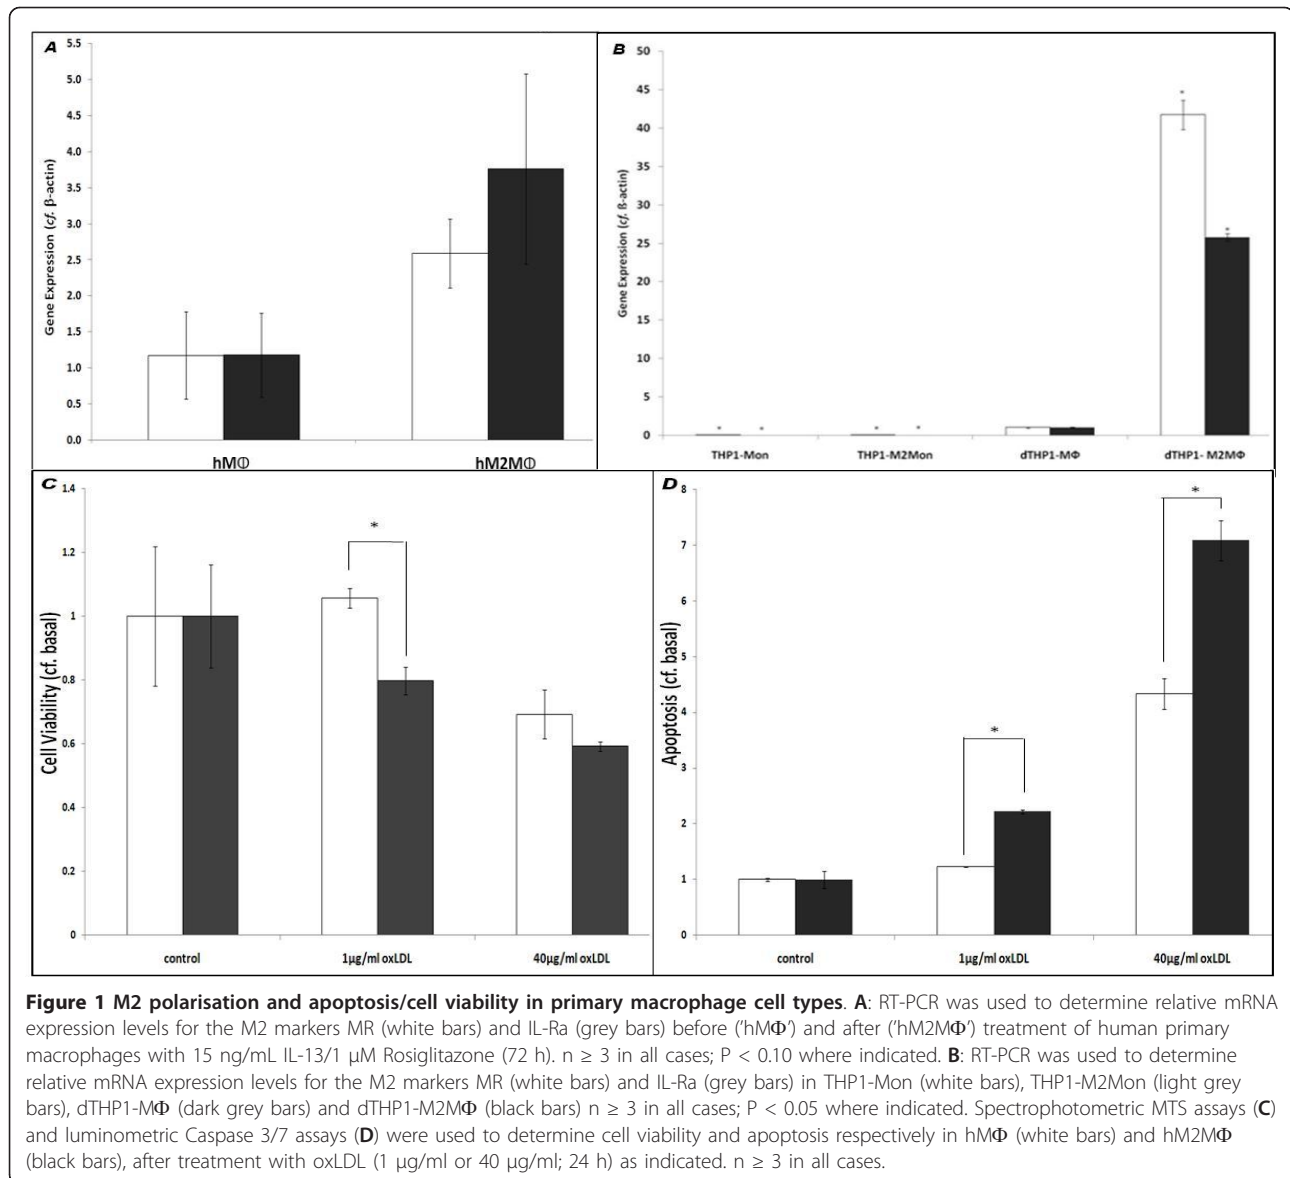 A
5.5
5.0
4.5
4.0
3.5
3.0
2.5
2.0
1.5
1.0
0.5
0.0
Gene Expression (cf. β-actin)
hMΦ
hM2MΦ
B
50
45
40
35
30
25
20
15
10
5
0
Gene Expression (cf. ß-actin)
* * * * * *
THP1-Mon
THP1-M2Mon
dTHP1-MΦ
dTHP1- M2MΦ
C
1.4
1.2
1
0.8
0.6
0.4
0.2
0
Cell Viability (cf. basal)
*
control
1µg/ml oxLDL
40µg/ml oxLDL
D
8
7
6
5
4
3
2
1
0
Apoptosis (cf. basal)
*
*
control
1µg/ml oxLDL
40µg/ml oxLDL
Figure 1 M2 polarisation and apoptosis/cell viability in primary macrophage cell types. A: RT-PCR was used to determine relative mRNA
expression levels for the M2 markers MR (white bars) and IL-Ra (grey bars) before ('hMΦ') and after ('hM2MΦ') treatment of human primary
macrophages with 15 ng/mL IL-13/1 μM Rosiglitazone (72 h). n ≥ 3 in all cases; P < 0.10 where indicated. B: RT-PCR was used to determine
relative mRNA expression levels for the M2 markers MR (white bars) and IL-Ra (grey bars) in THP1-Mon (white bars), THP1-M2Mon (light grey
bars), dTHP1-MΦ (dark grey bars) and dTHP1-M2MΦ (black bars) n ≥ 3 in all cases; P < 0.05 where indicated. Spectrophotometric MTS assays (C)
and luminometric Caspase 3/7 assays (D) were used to determine cell viability and apoptosis respectively in hMΦ (white bars) and hM2MΦ
(black bars), after treatment with oxLDL (1 μg/ml or 40 μg/ml; 24 h) as indicated. n ≥ 3 in all cases.